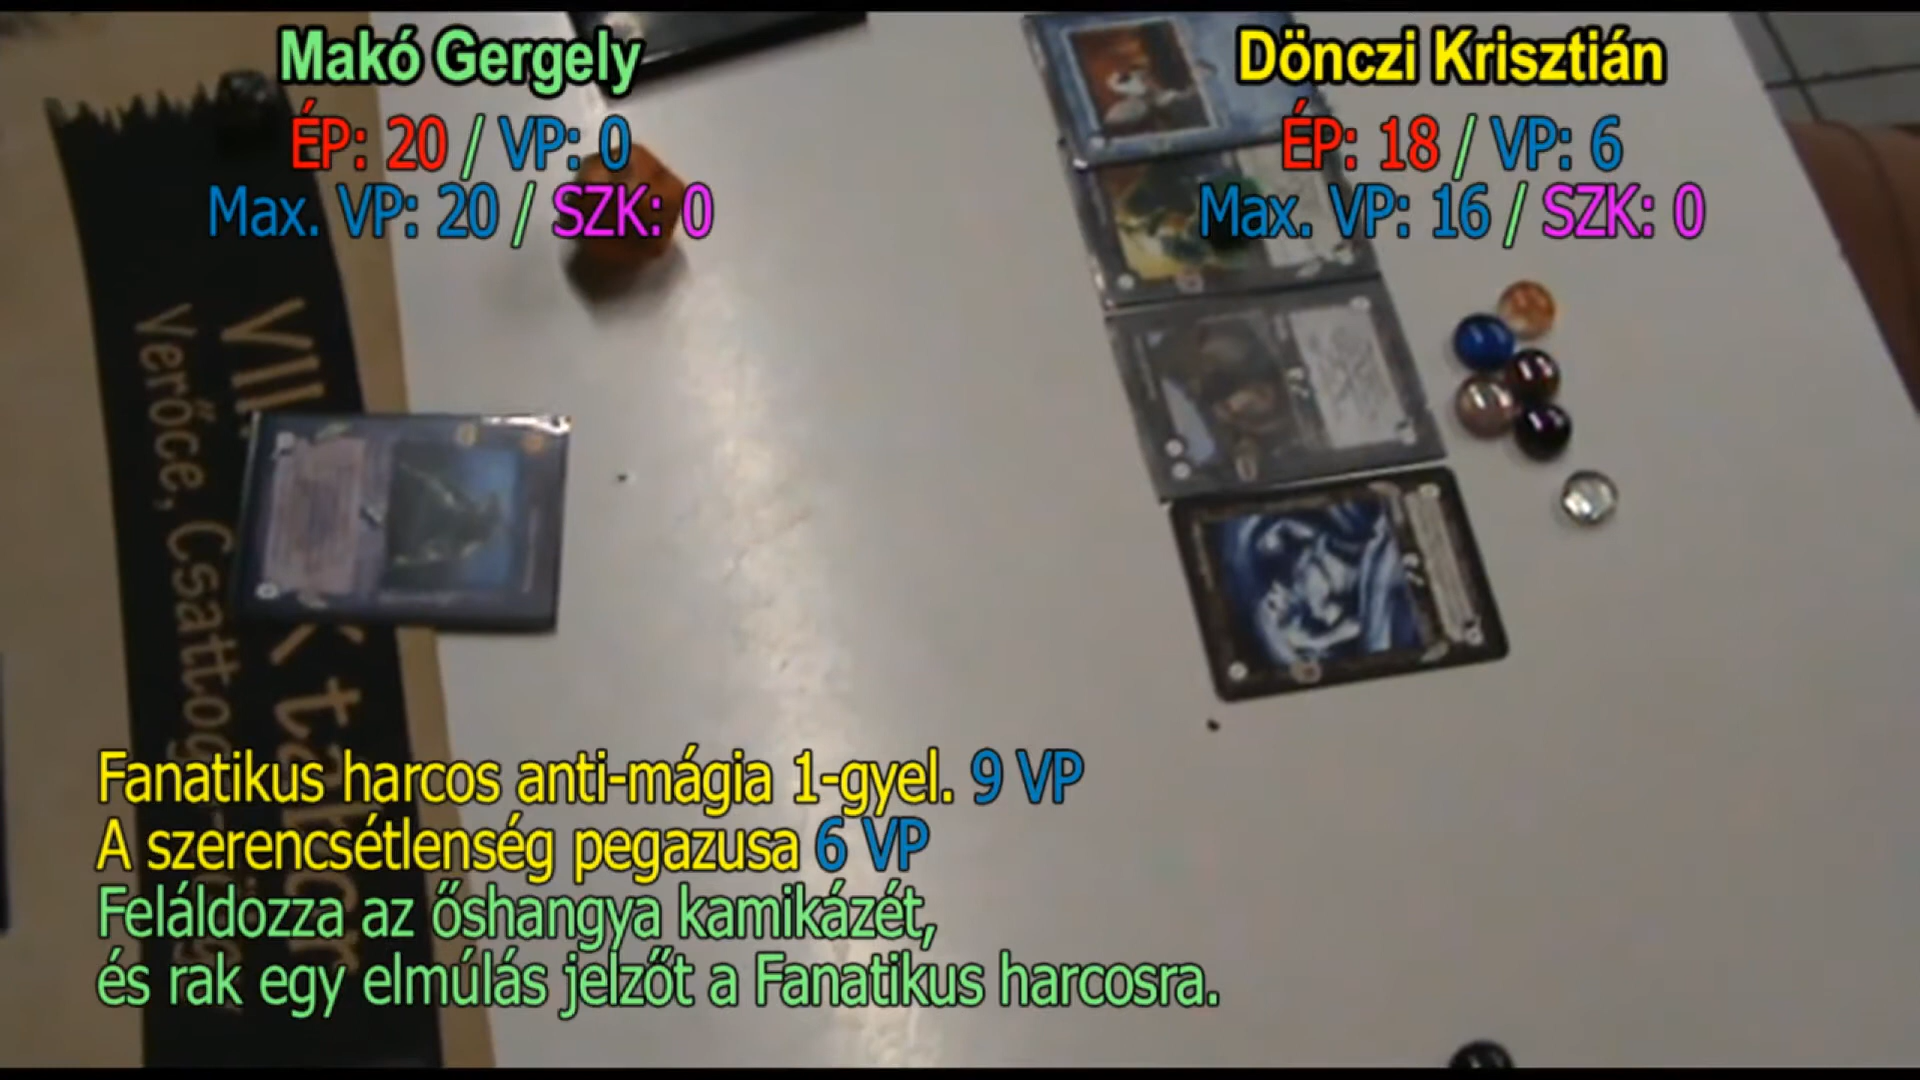 Makó Gergely
ÉP: 20 / VP: 0
Max. VP: 20 / SZK: 0
Dönczi Krisztián
ÉP: 18 / VP: 6
Max. VP: 16 / SZK: 0
Verőce, Csattog
Fanatikus harcos anti-mágia 1-gyel. 9 VP
A szerencsétlenség pegazusa 6 VP
Feláldozza az őshangya kamikázét,
és rak egy elmúlás jelzőt a Fanatikus harcosra.